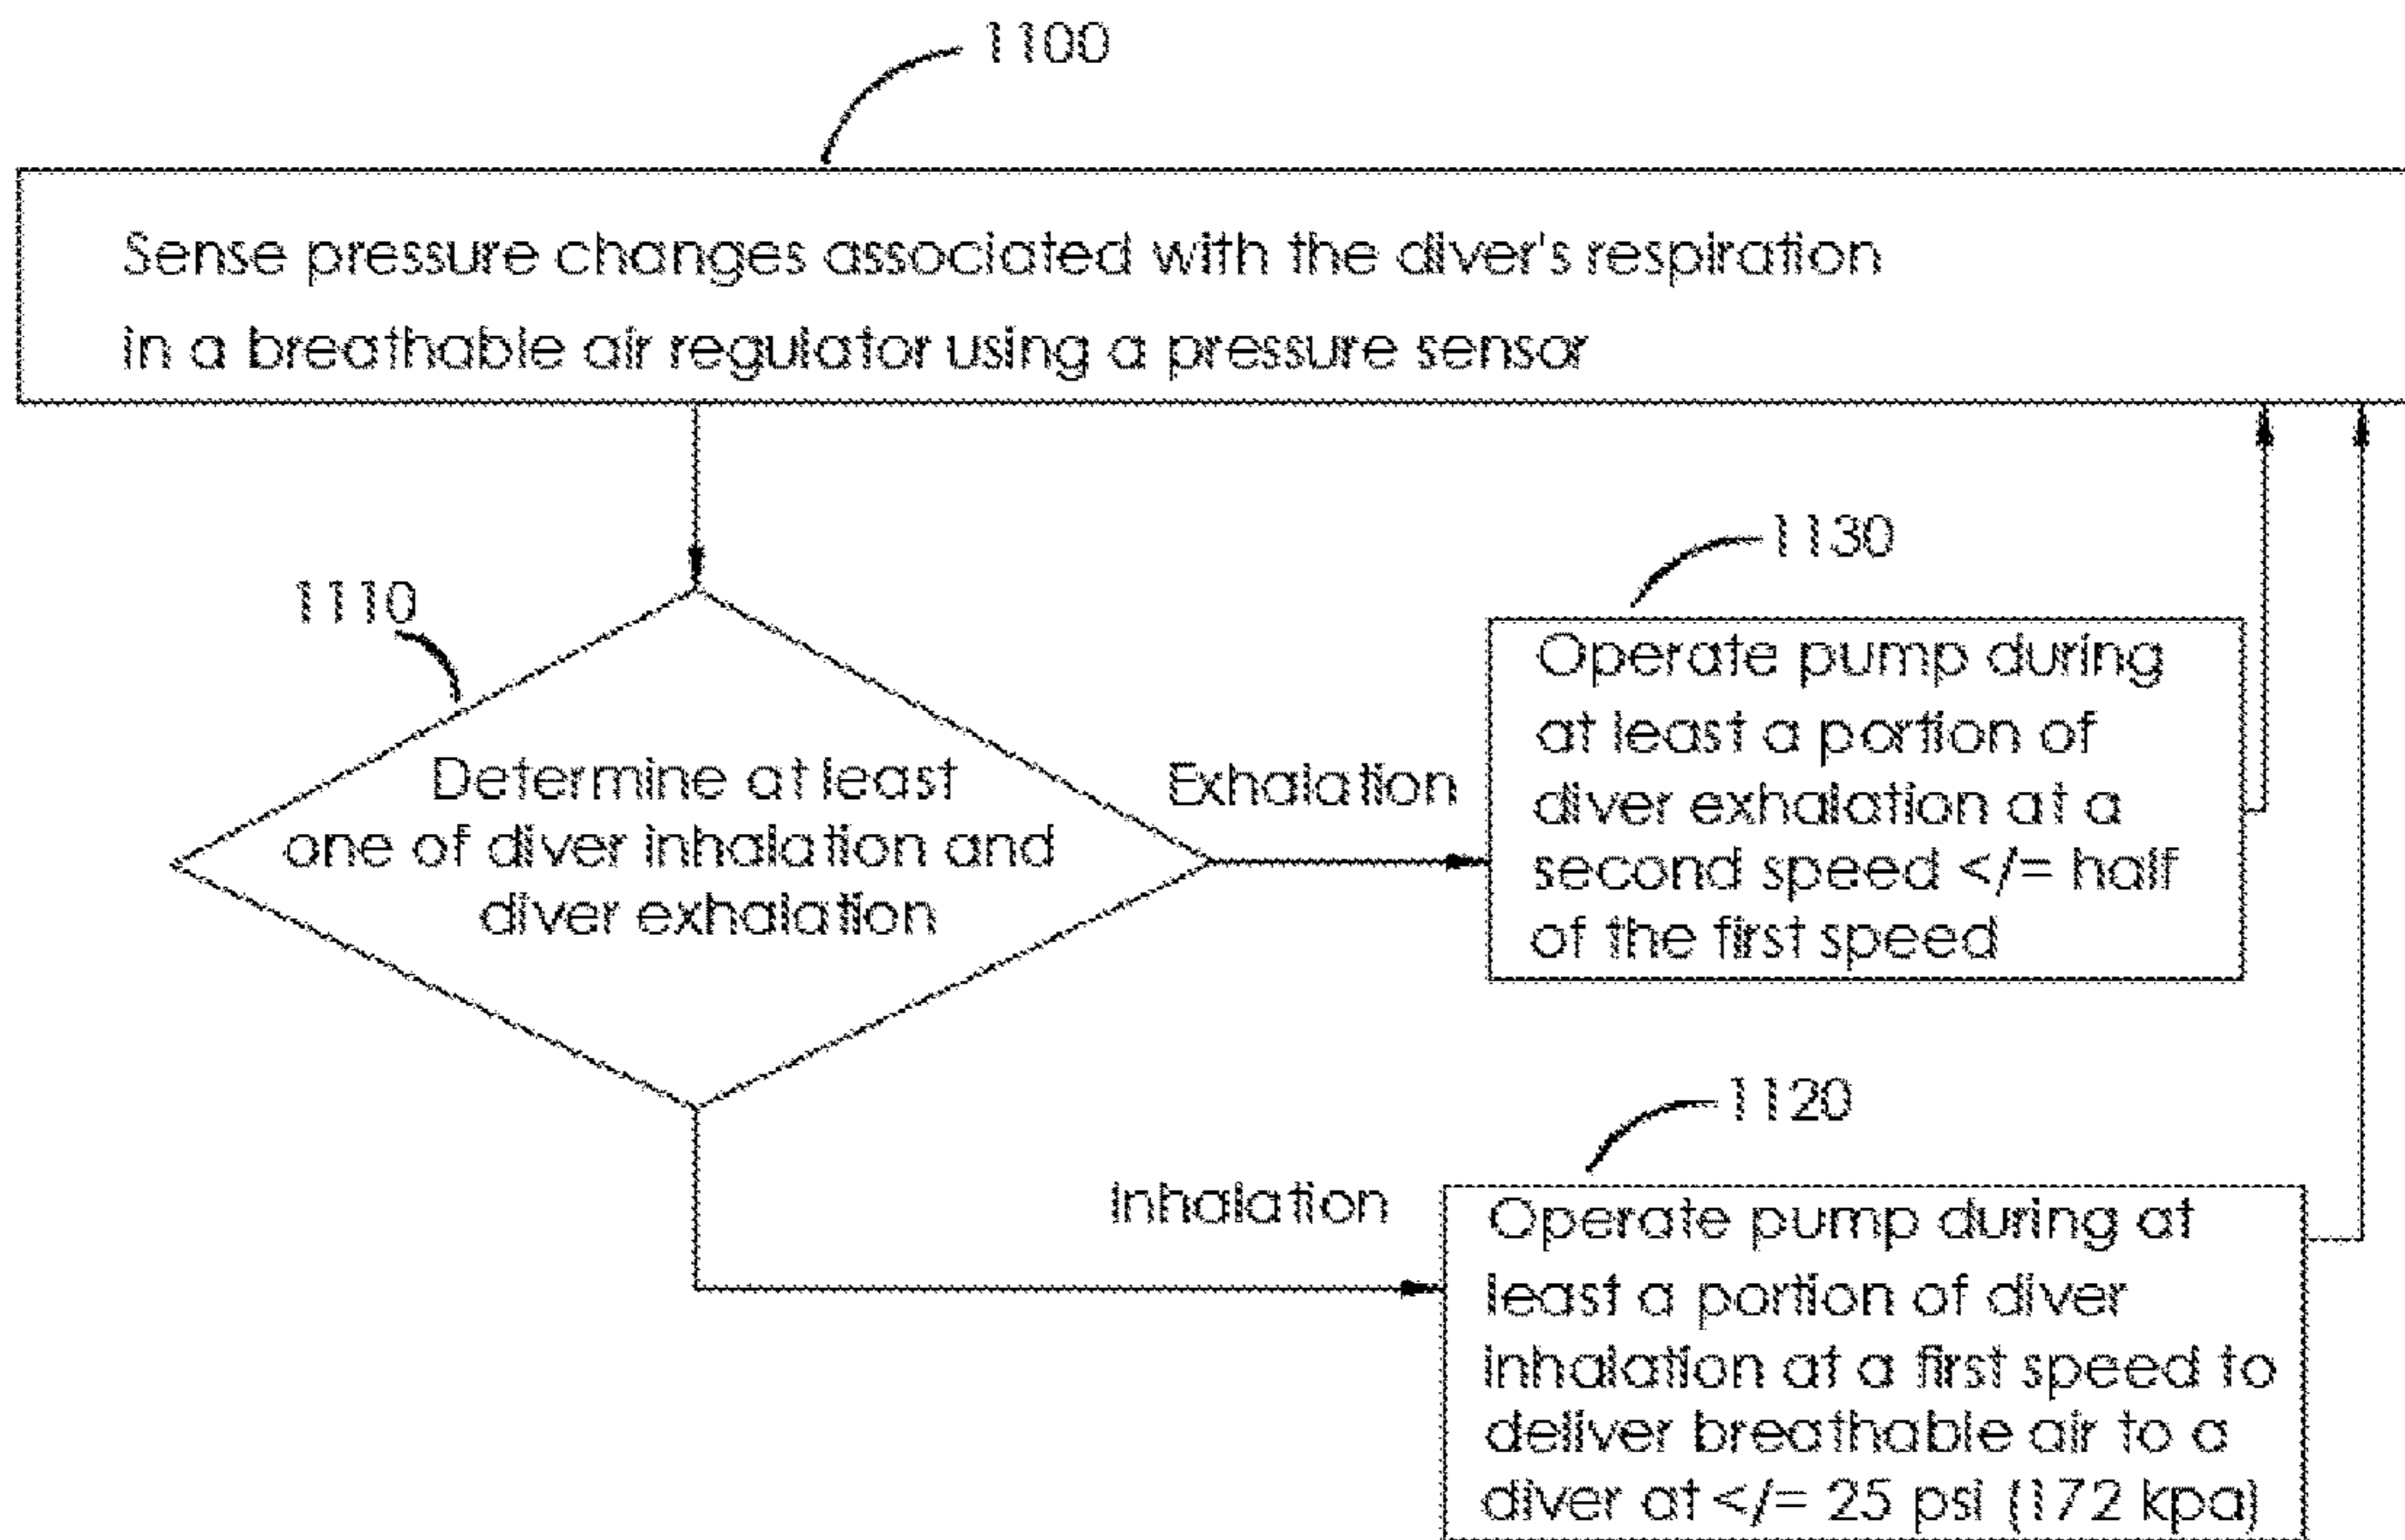 1100
Sense pressure changes associated with the diver's respiration
in a breathable air regulator using a pressure sensor
1110
Determine at least
one of diver inhalation and
diver exhalation
Exhalation
1130
Operate pump during
at least a portion of
diver exhalation at a
second speed </= half
of the first speed
Inhalation
1120
Operate pump during at
least a portion of diver
inhalation at a first speed to
deliver breathable air to a
diver at </= 25 psi (172 kpa)